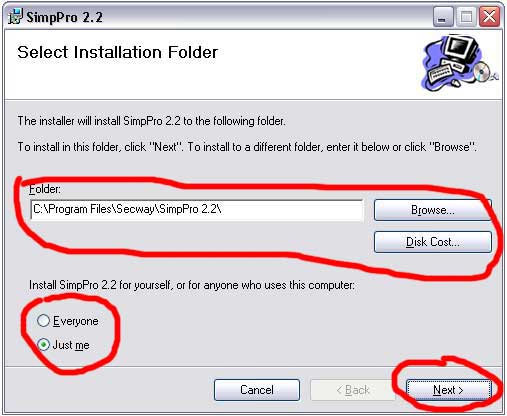 SimpPro 2.2
Select Installation Folder
The installer will install SimpPro 2.2 to the following folder.
To install in this folder, click "Next". To install to a different folder, enter it below or click "Browse".
Folder:
C:\Program Files\Secway\SimpPro 2.2\
Browse...
Disk Cost...
Install SimpPro 2.2 for yourself, or for anyone who uses this computer:
Everyone
Just me
Cancel
< Back
Next >